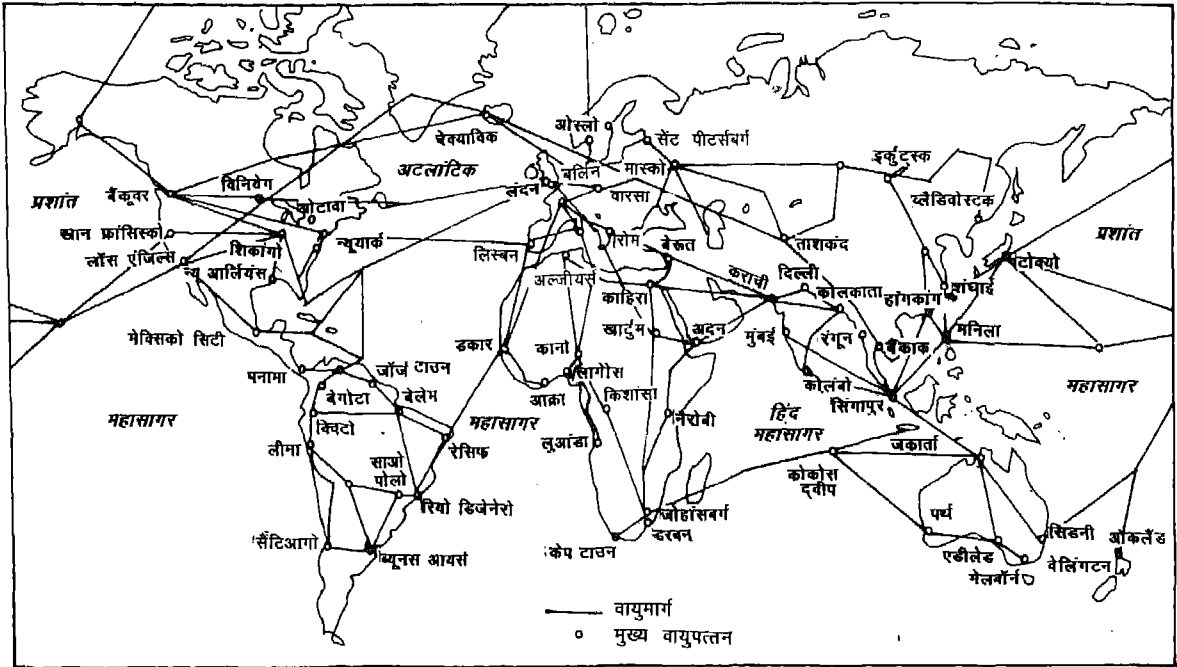 रेक्याविक
ओस्लो
सेंट पीटर्सबर्ग
इर्कुटस्क
अटलांटिक
बर्लिन
मास्को
प्रशांत
बैंकूवर
विनियेग
लंदन
वारसा
व्लैडिवोस्टक
ओटावा
खान फ्रांसिस्को
शिकागो
न्यूयार्क
लिस्बन
रोम
बेरूत
ताशकंद
प्रशांत
लॉस एंजिल्स
न्यू आर्लियंस
अल्जीयर्स
कराची
दिल्ली
टोक्यो
काहिरा
कोलकाता
हांगकांग
शंघाई
मेक्सिको सिटी
डकार
कानो
खार्टुम
अदन
मुंबई
रंगून
बैंकाक
मनिला
पनामा
जॉर्ज टाउन
लागोस
आक्रा
किशांसा
कोलंबो
सिंगापुर
महासागर
बेगोटा
बेलेम
क्विटो
महासागर
लुआंडा
नैरोबी
हिंद
महासागर
महासागर
लीमा
रेसिफ
जकार्ता
साओ
पोलो
कोकोस
द्वीप
रियो डिजेनेरो
जोहांसबर्ग
डरबन
पर्थ
सैंटिआगो
ब्यूनस आयर्स
केप टाउन
एडीलेड
मेलबॉर्न
सिडनी
ऑकलैंड
वेलिंगटन
वायुमार्ग
मुख्य वायुपत्तन